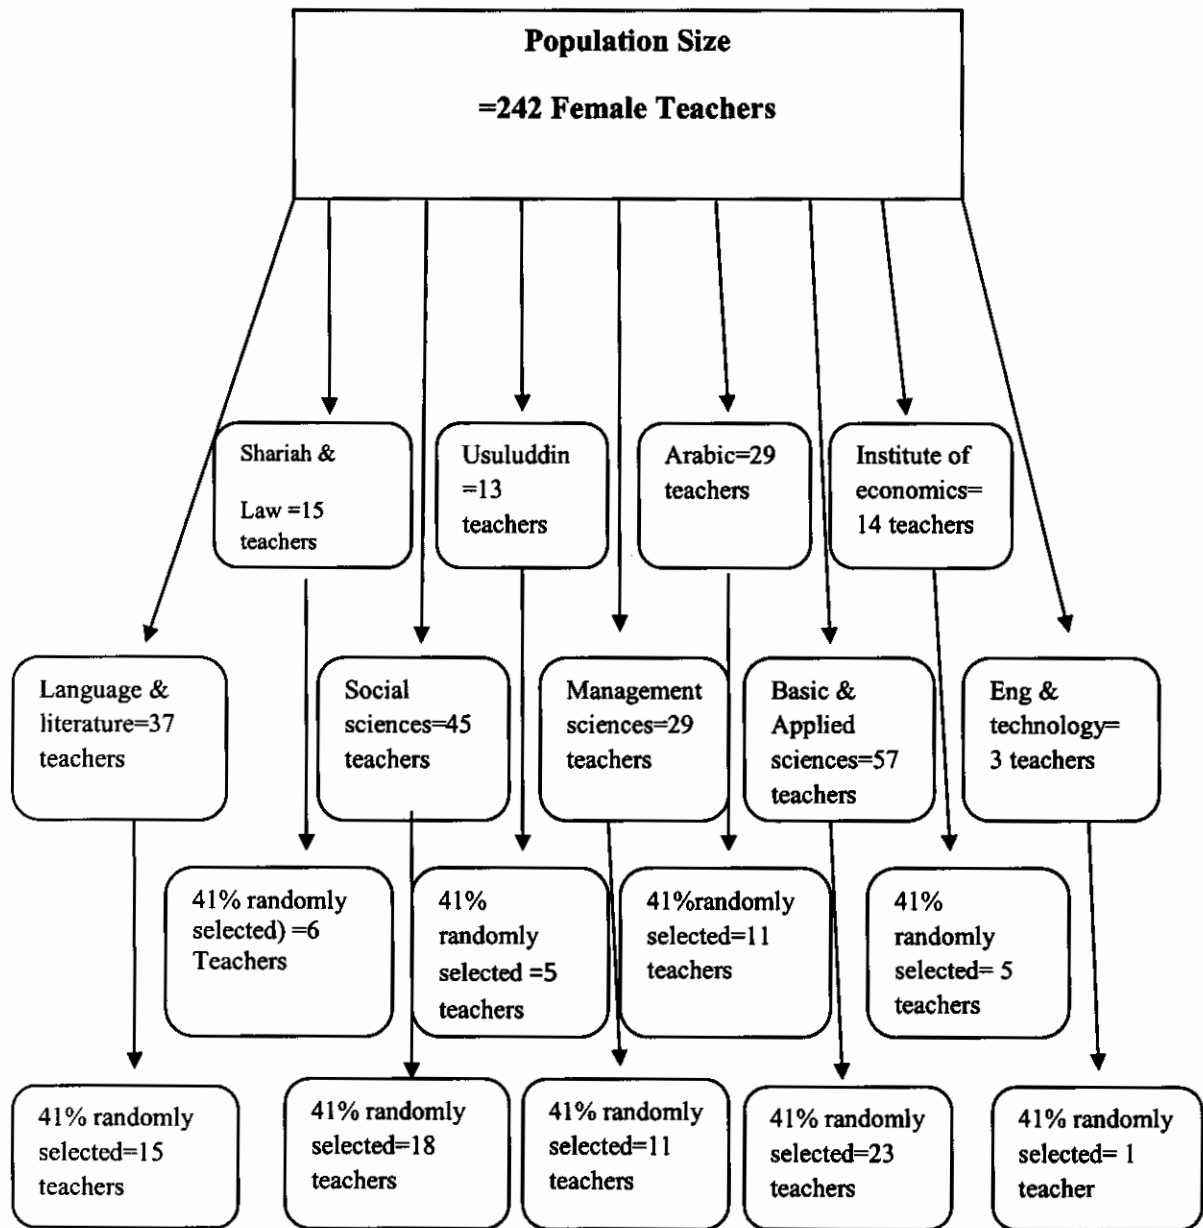 Population Size
=242 Female Teachers
Shariah &
Law =15
teachers
Usuluddin
=13
teachers
Arabic=29
teachers
Institute of
economics=
14 teachers
Language &
literature=37
teachers
Social
sciences=45
teachers
Management
sciences=29
teachers
Basic &
Applied
sciences=57
teachers
Eng &
technology=
3 teachers
41% randomly
selected) =6
Teachers
41%
randomly
selected =5
teachers
41%randomly
selected=11
teachers
41%
randomly
selected= 5
teachers
41% randomly
selected=15
teachers
41% randomly
selected=18
teachers
41% randomly
selected=11
teachers
41% randomly
selected=23
teachers
41% randomly
selected= 1
teacher